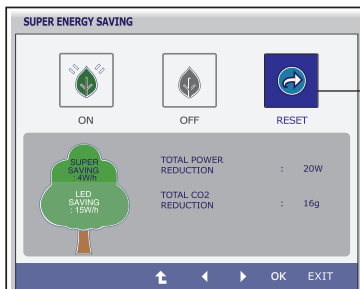 SUPER ENERGY SAVING
ON
OFF
RESET
SUPER
SAVING
: 4W/h
LED
SAVING
: 15W/h
TOTAL POWER
REDUCTION : 20W
TOTAL CO2
REDUCTION : 16g
OK EXIT